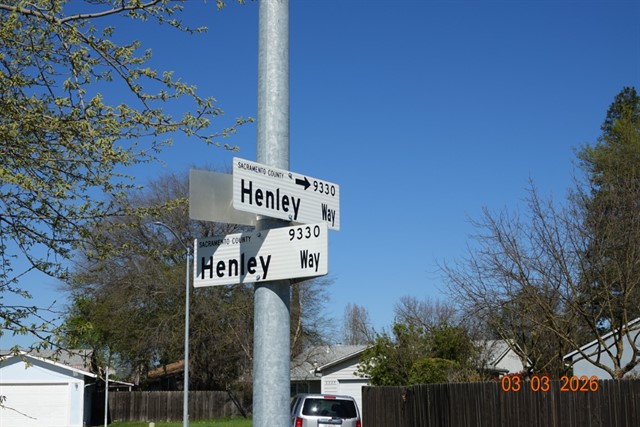 SACRAMENTO COUNTY → 9330
Henley Way
SACRAMENTO COUNTY 9330
Henley Way
03 03 2026